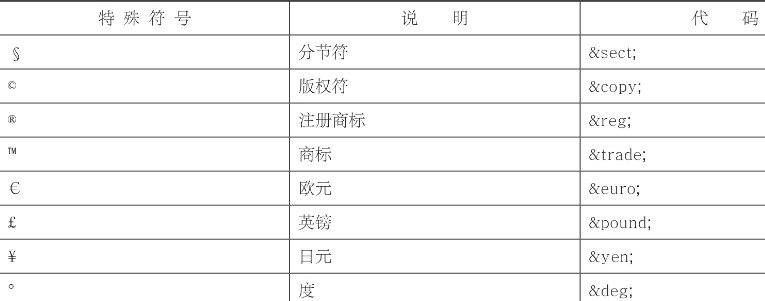 特殊符号 说明 代码
§ 分节符 &sect;
© 版权符 &copy;
® 注册商标 &reg;
™ 商标 &trade;
€ 欧元 &euro;
£ 英镑 &pound;
¥ 日元 &yen;
° 度 &deg;